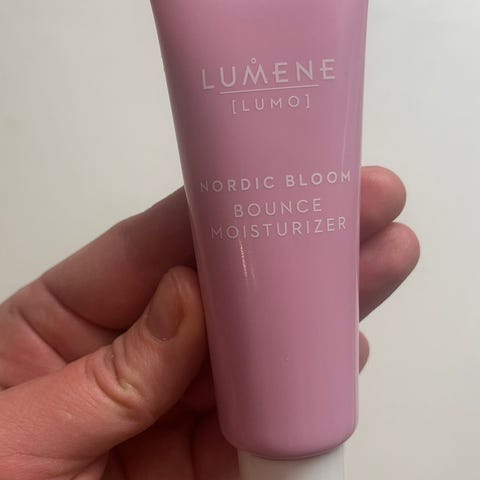 LUMENE
[LUMO]
NORDIC BLOOM
BOUNCE
MOISTURIZER